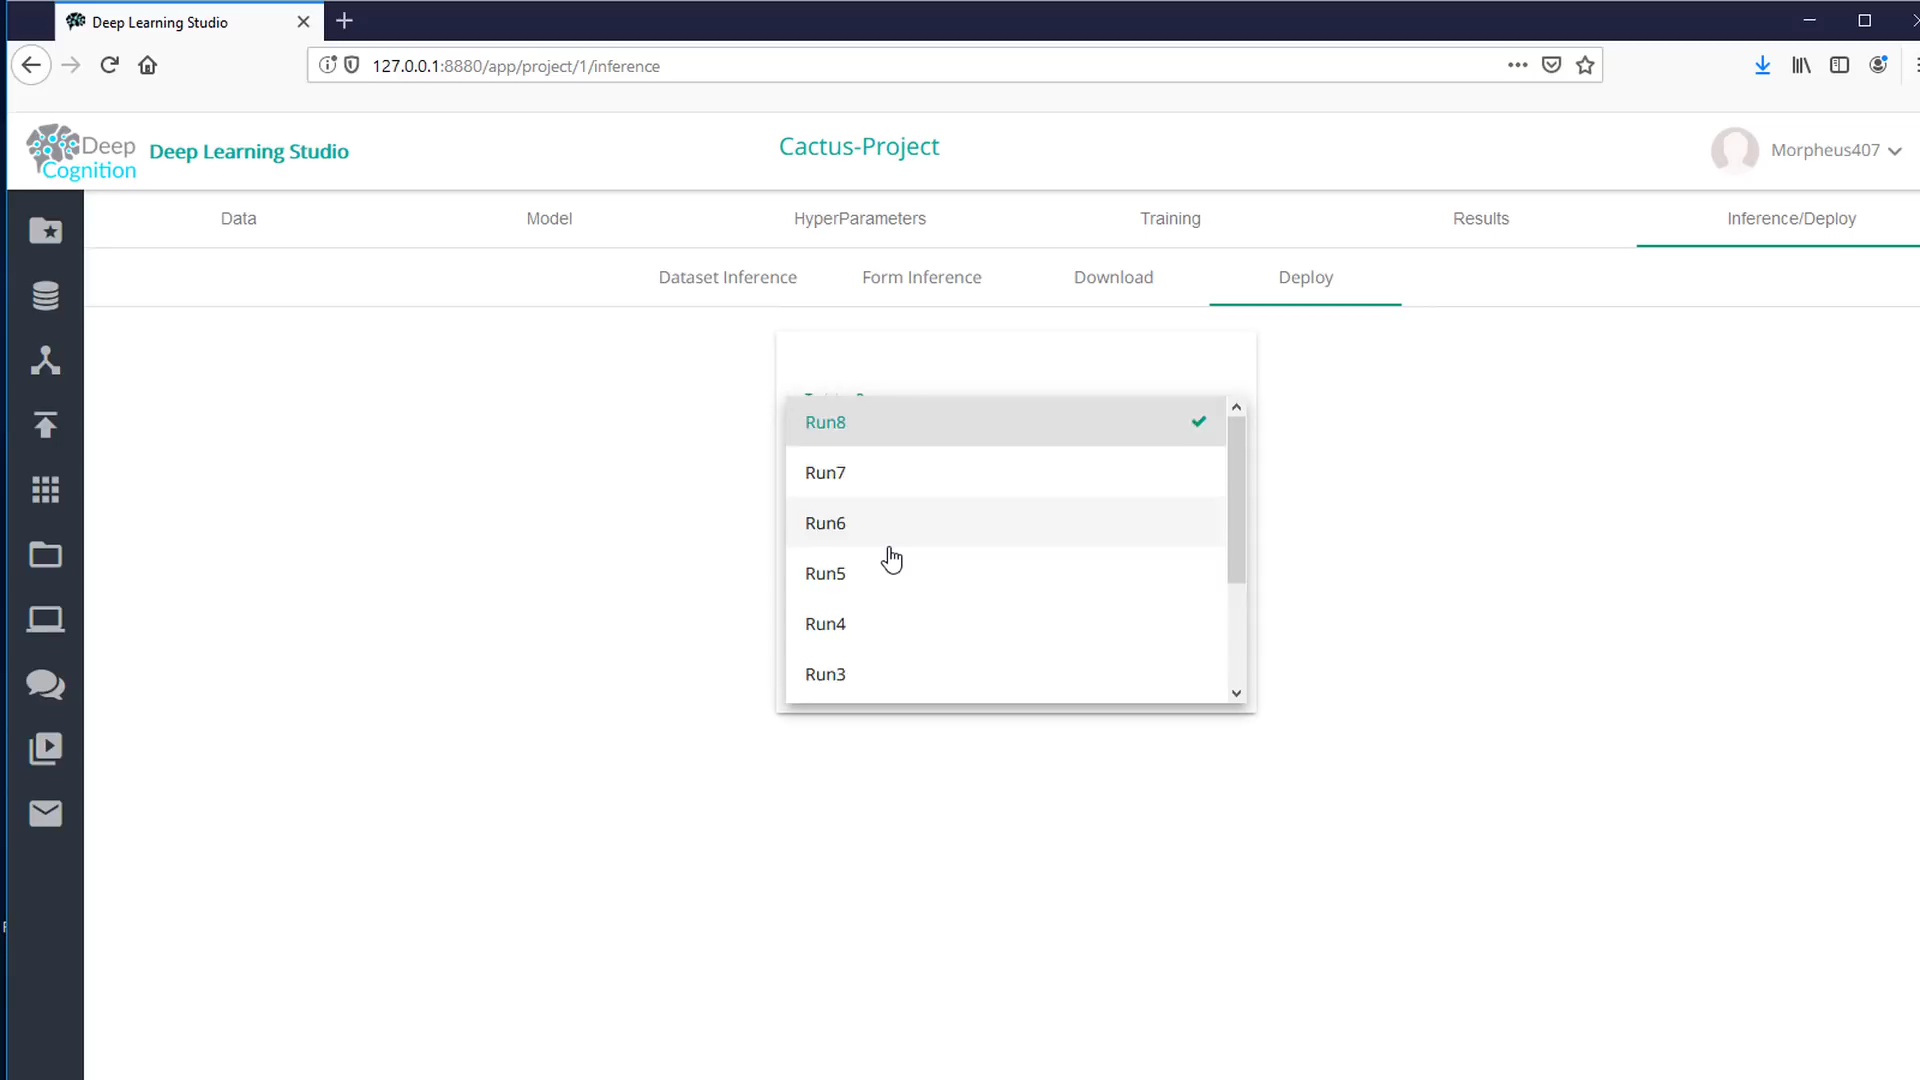 Deep Learning Studio
127.0.0.1:8880/app/project/1/inference
Deep
Cognition
Deep Learning Studio
Cactus-Project
Morpheus407
Data
Model
HyperParameters
Training
Results
Inference/Deploy
Dataset Inference
Form Inference
Download
Deploy
Run8
Run7
Run6
Run5
Run4
Run3